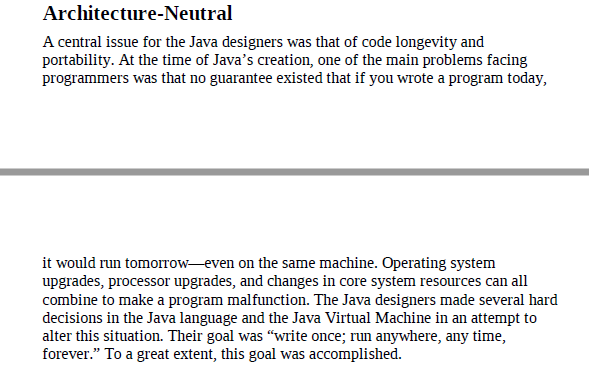 Architecture-Neutral
A central issue for the Java designers was that of code longevity and
portability. At the time of Java’s creation, one of the main problems facing
programmers was that no guarantee existed that if you wrote a program today,
it would run tomorrow—even on the same machine. Operating system
upgrades, processor upgrades, and changes in core system resources can all
combine to make a program malfunction. The Java designers made several hard
decisions in the Java language and the Java Virtual Machine in an attempt to
alter this situation. Their goal was “write once; run anywhere, any time,
forever.” To a great extent, this goal was accomplished.